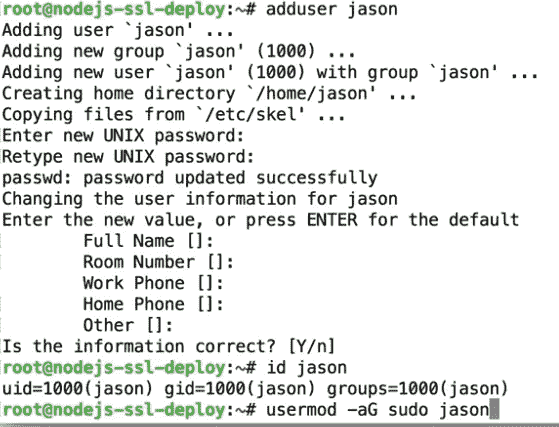 root@nodejs-ssl-deploy:~# adduser jason
Adding user `jason' ...
Adding new group `jason' (1000) ...
Adding new user `jason' (1000) with group `jason' ...
Creating home directory `/home/jason' ...
Copying files from `/etc/skel' ...
Enter new UNIX password:
Retype new UNIX password:
passwd: password updated successfully
Changing the user information for jason
Enter the new value, or press ENTER for the default
Full Name []:
Room Number []:
Work Phone []:
Home Phone []:
Other []:
Is the information correct? [Y/n]
root@nodejs-ssl-deploy:~# id jason
uid=1000(jason) gid=1000(jason) groups=1000(jason)
root@nodejs-ssl-deploy:~# usermod -aG sudo jason